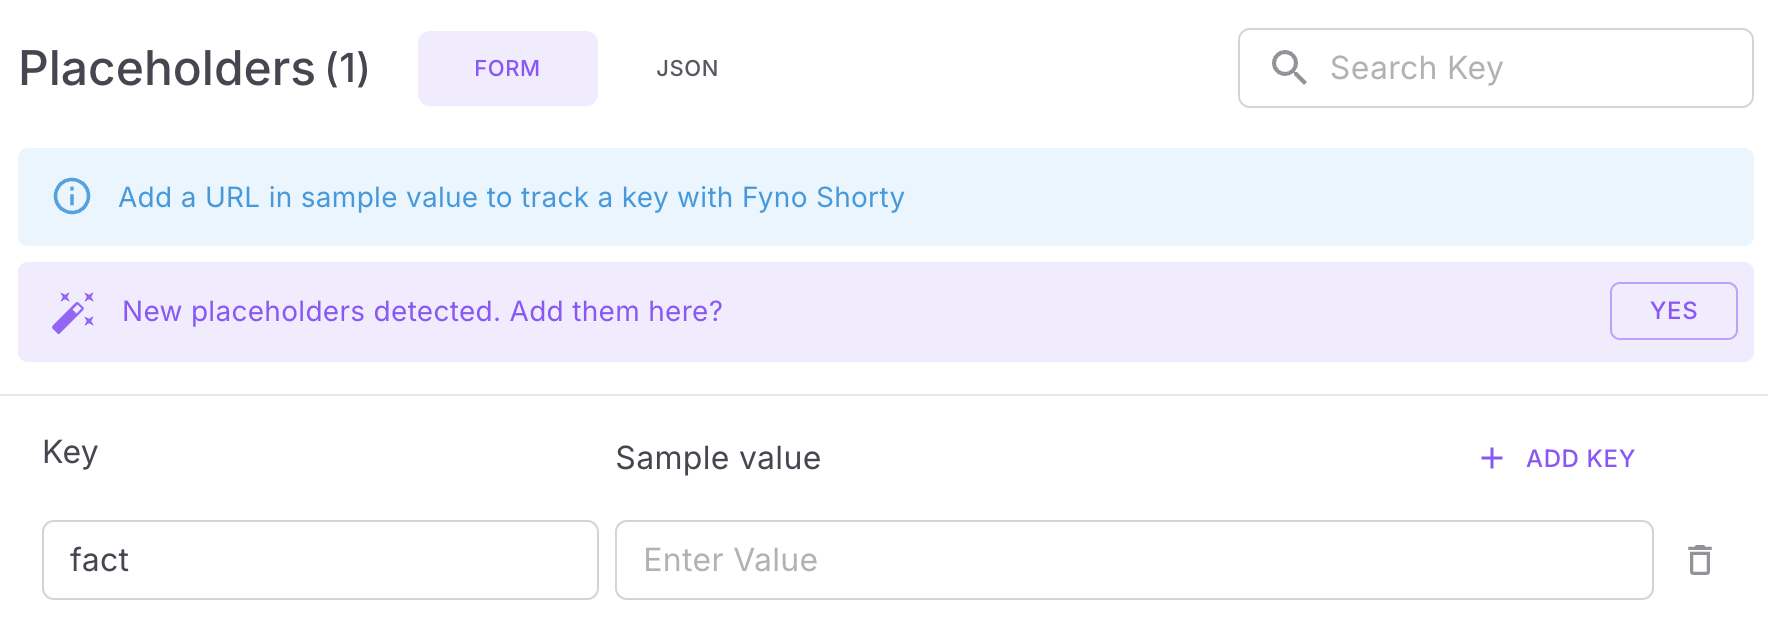 Placeholders (1)
FORM
JSON
Search Key
Add a URL in sample value to track a key with Fyno Shorty
New placeholders detected. Add them here?
YES
Key
Sample value
+ ADD KEY
fact
Enter Value